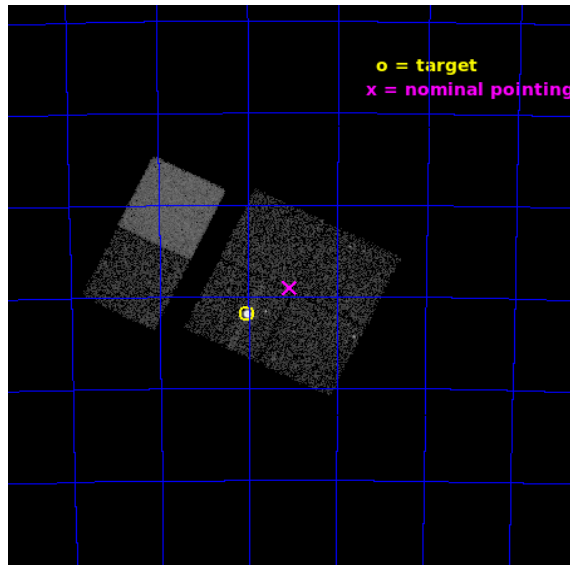 o = target
x = nominal pointing